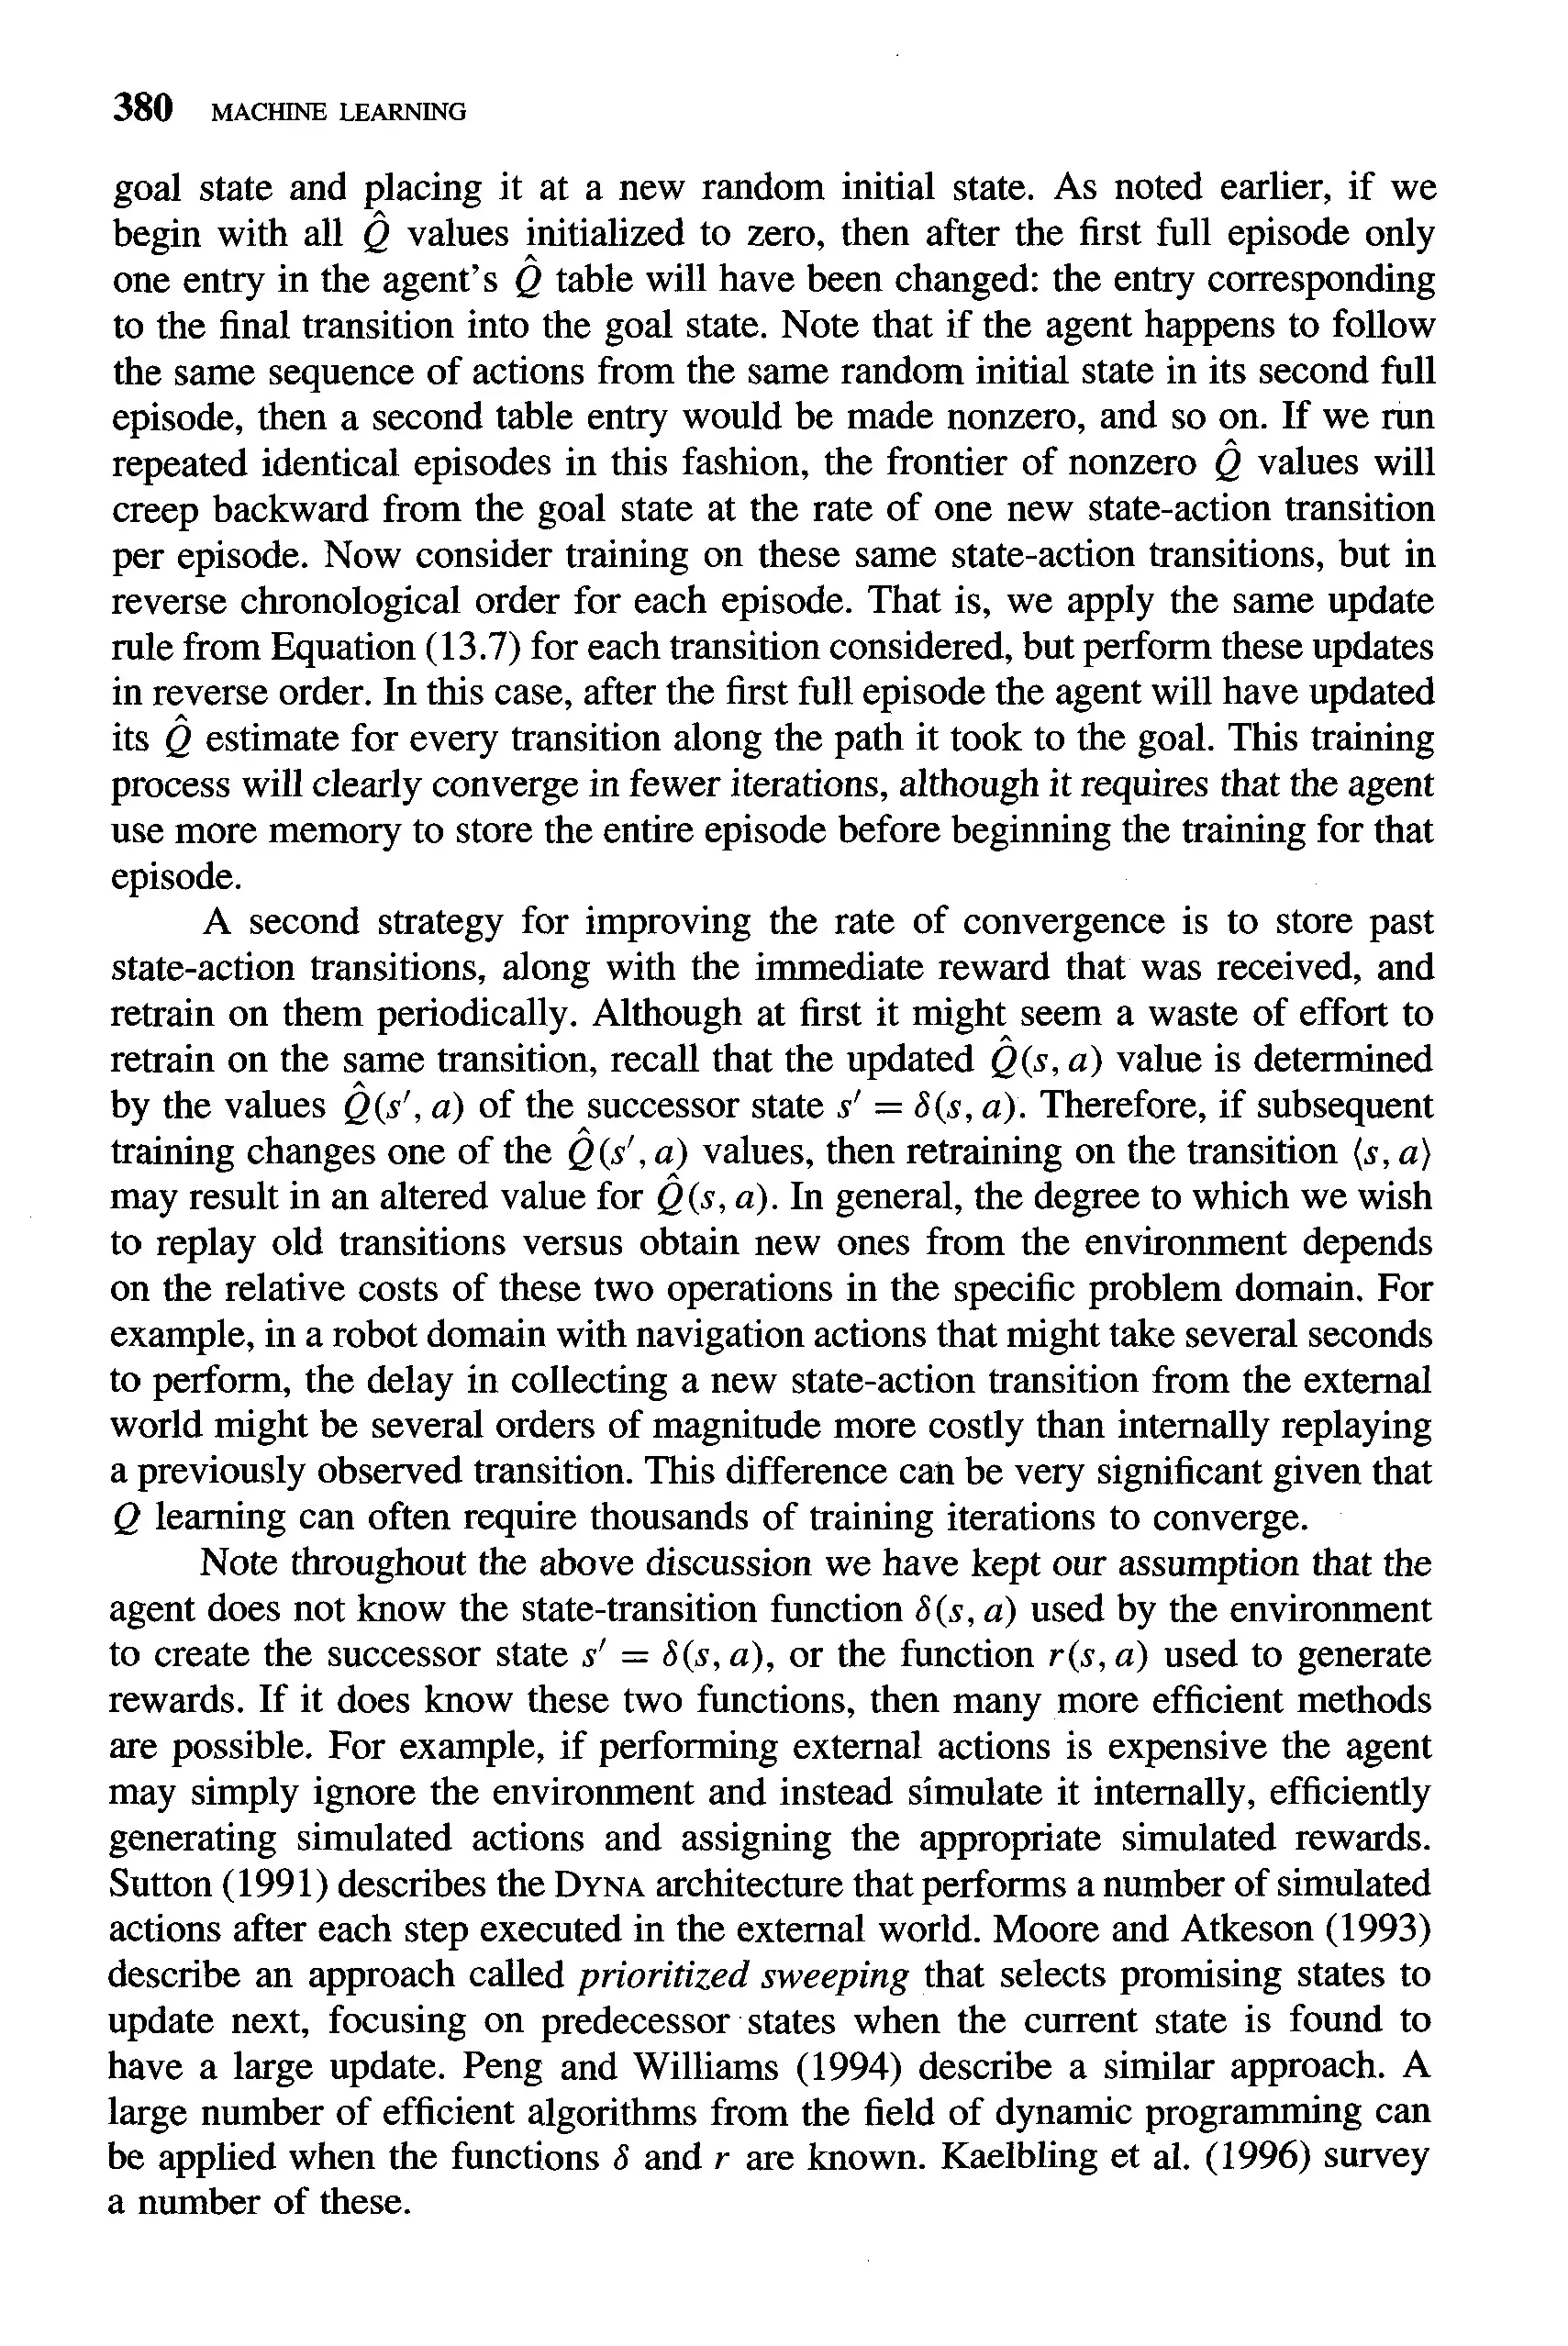 380 MACHINE LEARNING
goal state and placing it at a new random initial state. As noted earlier, if we
begin with all Q̂ values initialized to zero, then after the first full episode only
one entry in the agent's Q̂ table will have been changed: the entry corresponding
to the final transition into the goal state. Note that if the agent happens to follow
the same sequence of actions from the same random initial state in its second full
episode, then a second table entry would be made nonzero, and so on. If we run
repeated identical episodes in this fashion, the frontier of nonzero Q̂ values will
creep backward from the goal state at the rate of one new state-action transition
per episode. Now consider training on these same state-action transitions, but in
reverse chronological order for each episode. That is, we apply the same update
rule from Equation (13.7) for each transition considered, but perform these updates
in reverse order. In this case, after the first full episode the agent will have updated
its Q̂ estimate for every transition along the path it took to the goal. This training
process will clearly converge in fewer iterations, although it requires that the agent
use more memory to store the entire episode before beginning the training for that
episode.
A second strategy for improving the rate of convergence is to store past
state-action transitions, along with the immediate reward that was received, and
retrain on them periodically. Although at first it might seem a waste of effort to
retrain on the same transition, recall that the updated Q̂(s, a) value is determined
by the values Q̂(s′, a) of the successor state s′ = δ(s, a). Therefore, if subsequent
training changes one of the Q̂(s′, a) values, then retraining on the transition ⟨s, a⟩
may result in an altered value for Q̂(s, a). In general, the degree to which we wish
to replay old transitions versus obtain new ones from the environment depends
on the relative costs of these two operations in the specific problem domain. For
example, in a robot domain with navigation actions that might take several seconds
to perform, the delay in collecting a new state-action transition from the external
world might be several orders of magnitude more costly than internally replaying
a previously observed transition. This difference can be very significant given that
Q learning can often require thousands of training iterations to converge.
Note throughout the above discussion we have kept our assumption that the
agent does not know the state-transition function δ(s, a) used by the environment
to create the successor state s′ = δ(s, a), or the function r(s, a) used to generate
rewards. If it does know these two functions, then many more efficient methods
are possible. For example, if performing external actions is expensive the agent
may simply ignore the environment and instead simulate it internally, efficiently
generating simulated actions and assigning the appropriate simulated rewards.
Sutton (1991) describes the DYNA architecture that performs a number of simulated
actions after each step executed in the external world. Moore and Atkeson (1993)
describe an approach called prioritized sweeping that selects promising states to
update next, focusing on predecessor states when the current state is found to
have a large update. Peng and Williams (1994) describe a similar approach. A
large number of efficient algorithms from the field of dynamic programming can
be applied when the functions δ and r are known. Kaelbling et al. (1996) survey
a number of these.